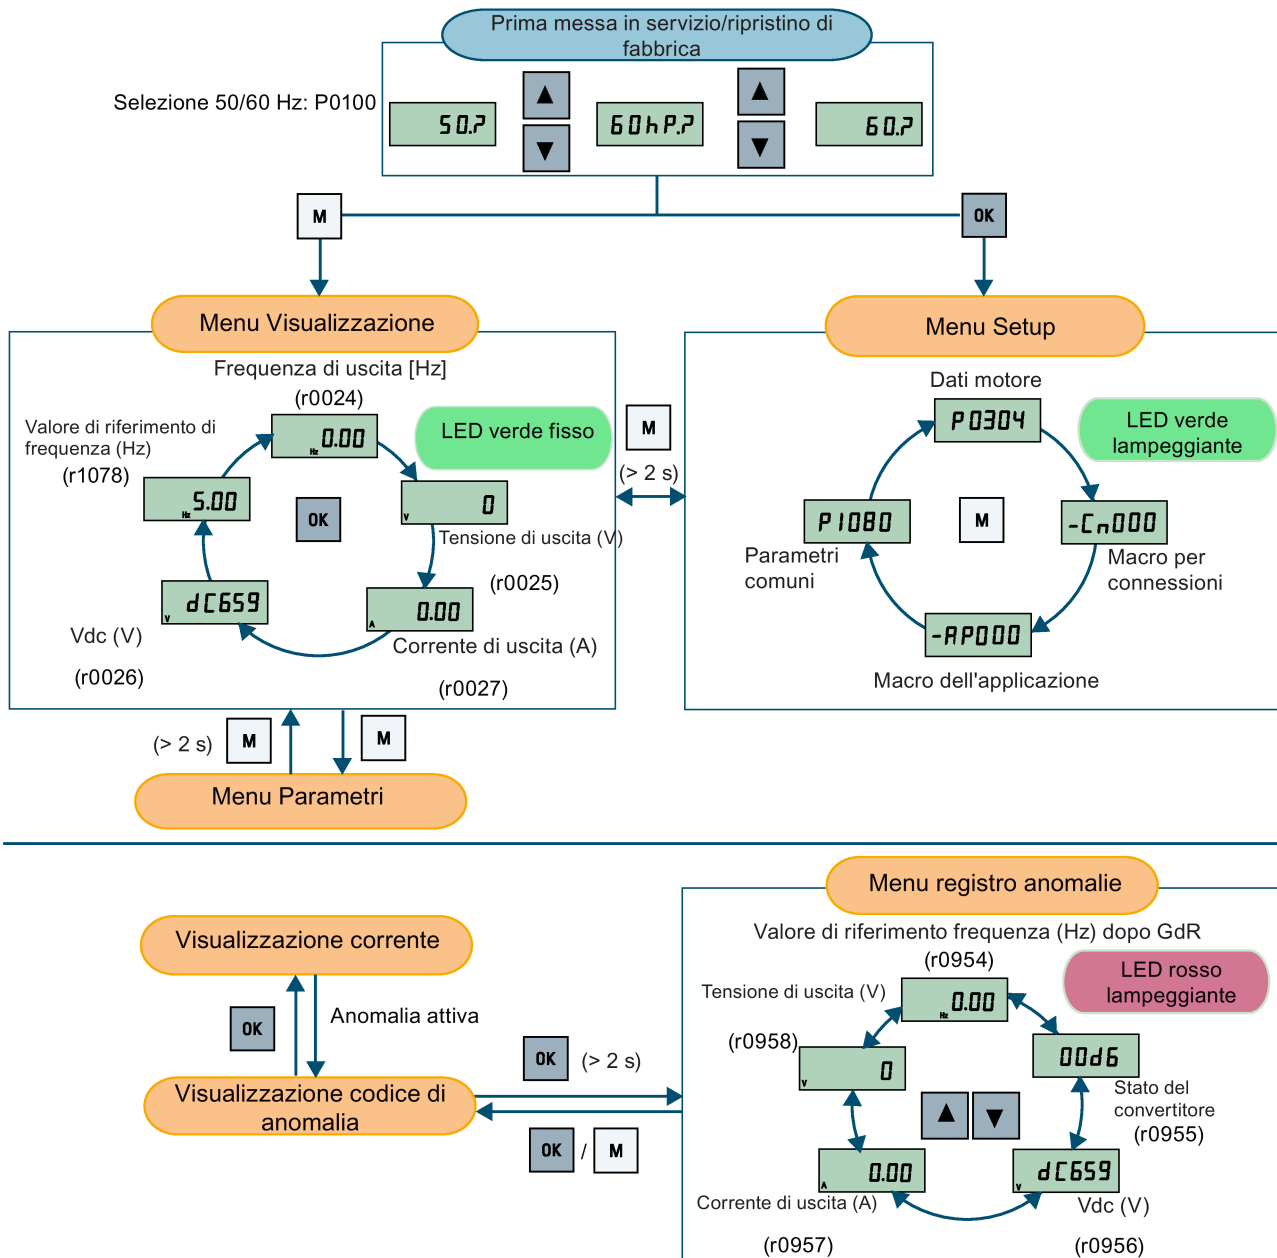 Prima messa in servizio/ripristino di
fabbrica
Selezione 50/60 Hz: P0100
50.?
60hP.?
60.?
M
OK
Menu Visualizzazione
Frequenza di uscita [Hz]
(r0024)
Hz 0.00
LED verde fisso
Valore di riferimento di
frequenza (Hz)
(r1078)
Hz 5.00
OK
V 0
Tensione di uscita (V)
(r0025)
V dC659
Vdc (V)
(r0026)
A 0.00
Corrente di uscita (A)
(r0027)
M
(> 2 s)
Menu Setup
Dati motore
P0304
LED verde
lampeggiante
P1080
Parametri
comuni
M
-Cn000
Macro per
connessioni
-AP000
Macro dell'applicazione
(> 2 s)
M
M
Menu Parametri
Visualizzazione corrente
OK
Anomalia attiva
Visualizzazione codice di
anomalia
OK
(> 2 s)
OK
/
M
Menu registro anomalie
Valore di riferimento frequenza (Hz) dopo GdR
(r0954)
Hz 0.00
LED rosso
lampeggiante
Tensione di uscita (V)
(r0958)
V 0
00d6
Stato del
convertitore
(r0955)
A 0.00
Corrente di uscita (A)
(r0957)
V dC659
Vdc (V)
(r0956)